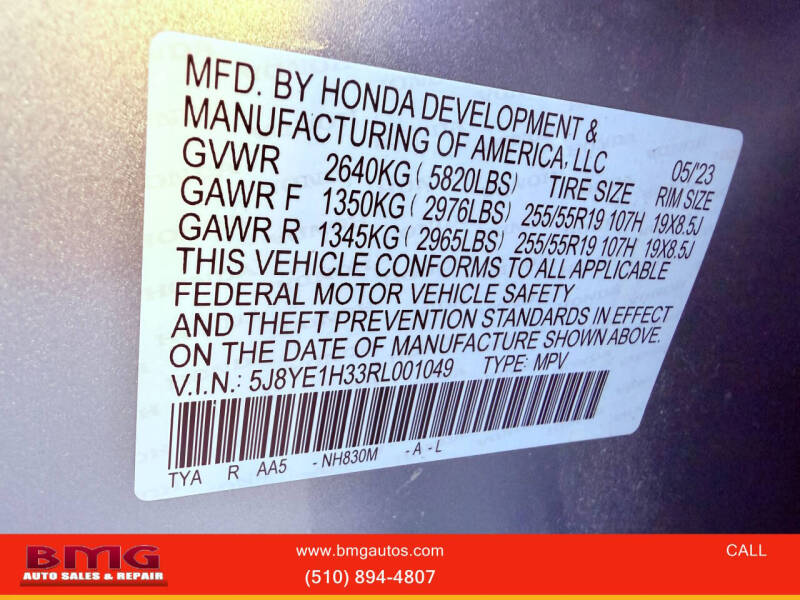 MFD. BY HONDA DEVELOPMENT &
MANUFACTURING OF AMERICA, LLC 05/'23
GVWR 2640KG ( 5820LBS) TIRE SIZE RIM SIZE
GAWR F 1350KG ( 2976LBS) 255/55R19 107H 19X8.5J
GAWR R 1345KG ( 2965LBS) 255/55R19 107H 19X8.5J
THIS VEHICLE CONFORMS TO ALL APPLICABLE
FEDERAL MOTOR VEHICLE SAFETY
AND THEFT PREVENTION STANDARDS IN EFFECT
ON THE DATE OF MANUFACTURE SHOWN ABOVE.
V.I.N.: 5J8YE1H33RL001049 TYPE: MPV
TYA R AA5 -NH830M -A-L
BMG
AUTO SALES & REPAIR
www.bmgautos.com
(510) 894-4807
CALL